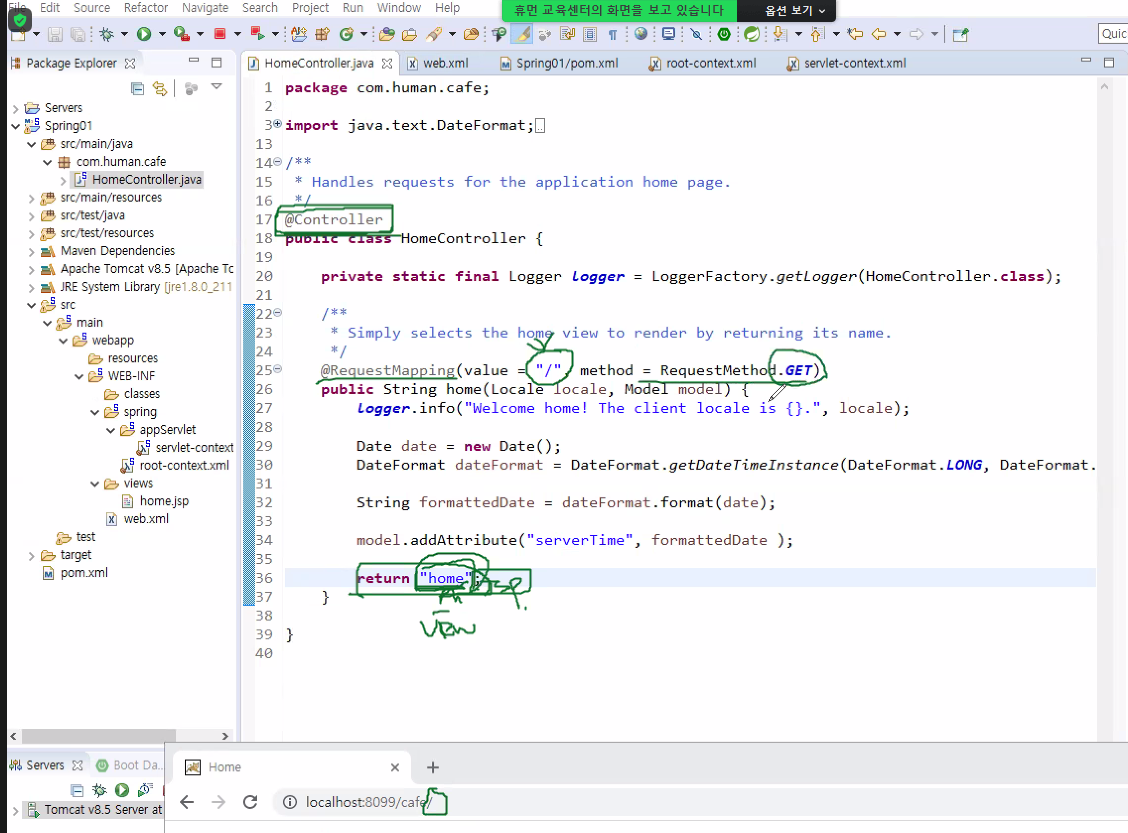 File Edit Source Refactor Navigate Search Project Run Window Help
휴먼 교육센터의 화면을 보고 있습니다 옵션 보기
Quic
Package Explorer
Servers
Spring01
src/main/java
com.human.cafe
HomeController.java
src/main/resources
src/test/java
src/test/resources
Maven Dependencies
Apache Tomcat v8.5 [Apache Tc
JRE System Library [jre1.8.0_211
src
main
webapp
resources
WEB-INF
classes
spring
appServlet
servlet-context
root-context.xml
views
home.jsp
web.xml
test
target
pom.xml
HomeController.java web.xml Spring01/pom.xml root-context.xml servlet-context.xml
1 package com.human.cafe;
2
3 import java.text.DateFormat;
13
14 /**
15 * Handles requests for the application home page.
16 */
17 @Controller
18 public class HomeController {
19
20 private static final Logger logger = LoggerFactory.getLogger(HomeController.class);
21
22 /**
23 * Simply selects the home view to render by returning its name.
24 */
25 @RequestMapping(value = "/", method = RequestMethod.GET)
26 public String home(Locale locale, Model model) {
27 logger.info("Welcome home! The client locale is {}.", locale);
28
29 Date date = new Date();
30 DateFormat dateFormat = DateFormat.getDateTimeInstance(DateFormat.LONG, DateFormat.
31
32 String formattedDate = dateFormat.format(date);
33
34 model.addAttribute("serverTime", formattedDate );
35
36 return "home";
37 }
38
39 }
40
Servers Boot Da...
Tomcat v8.5 Server at
Home
localhost:8099/cafe/